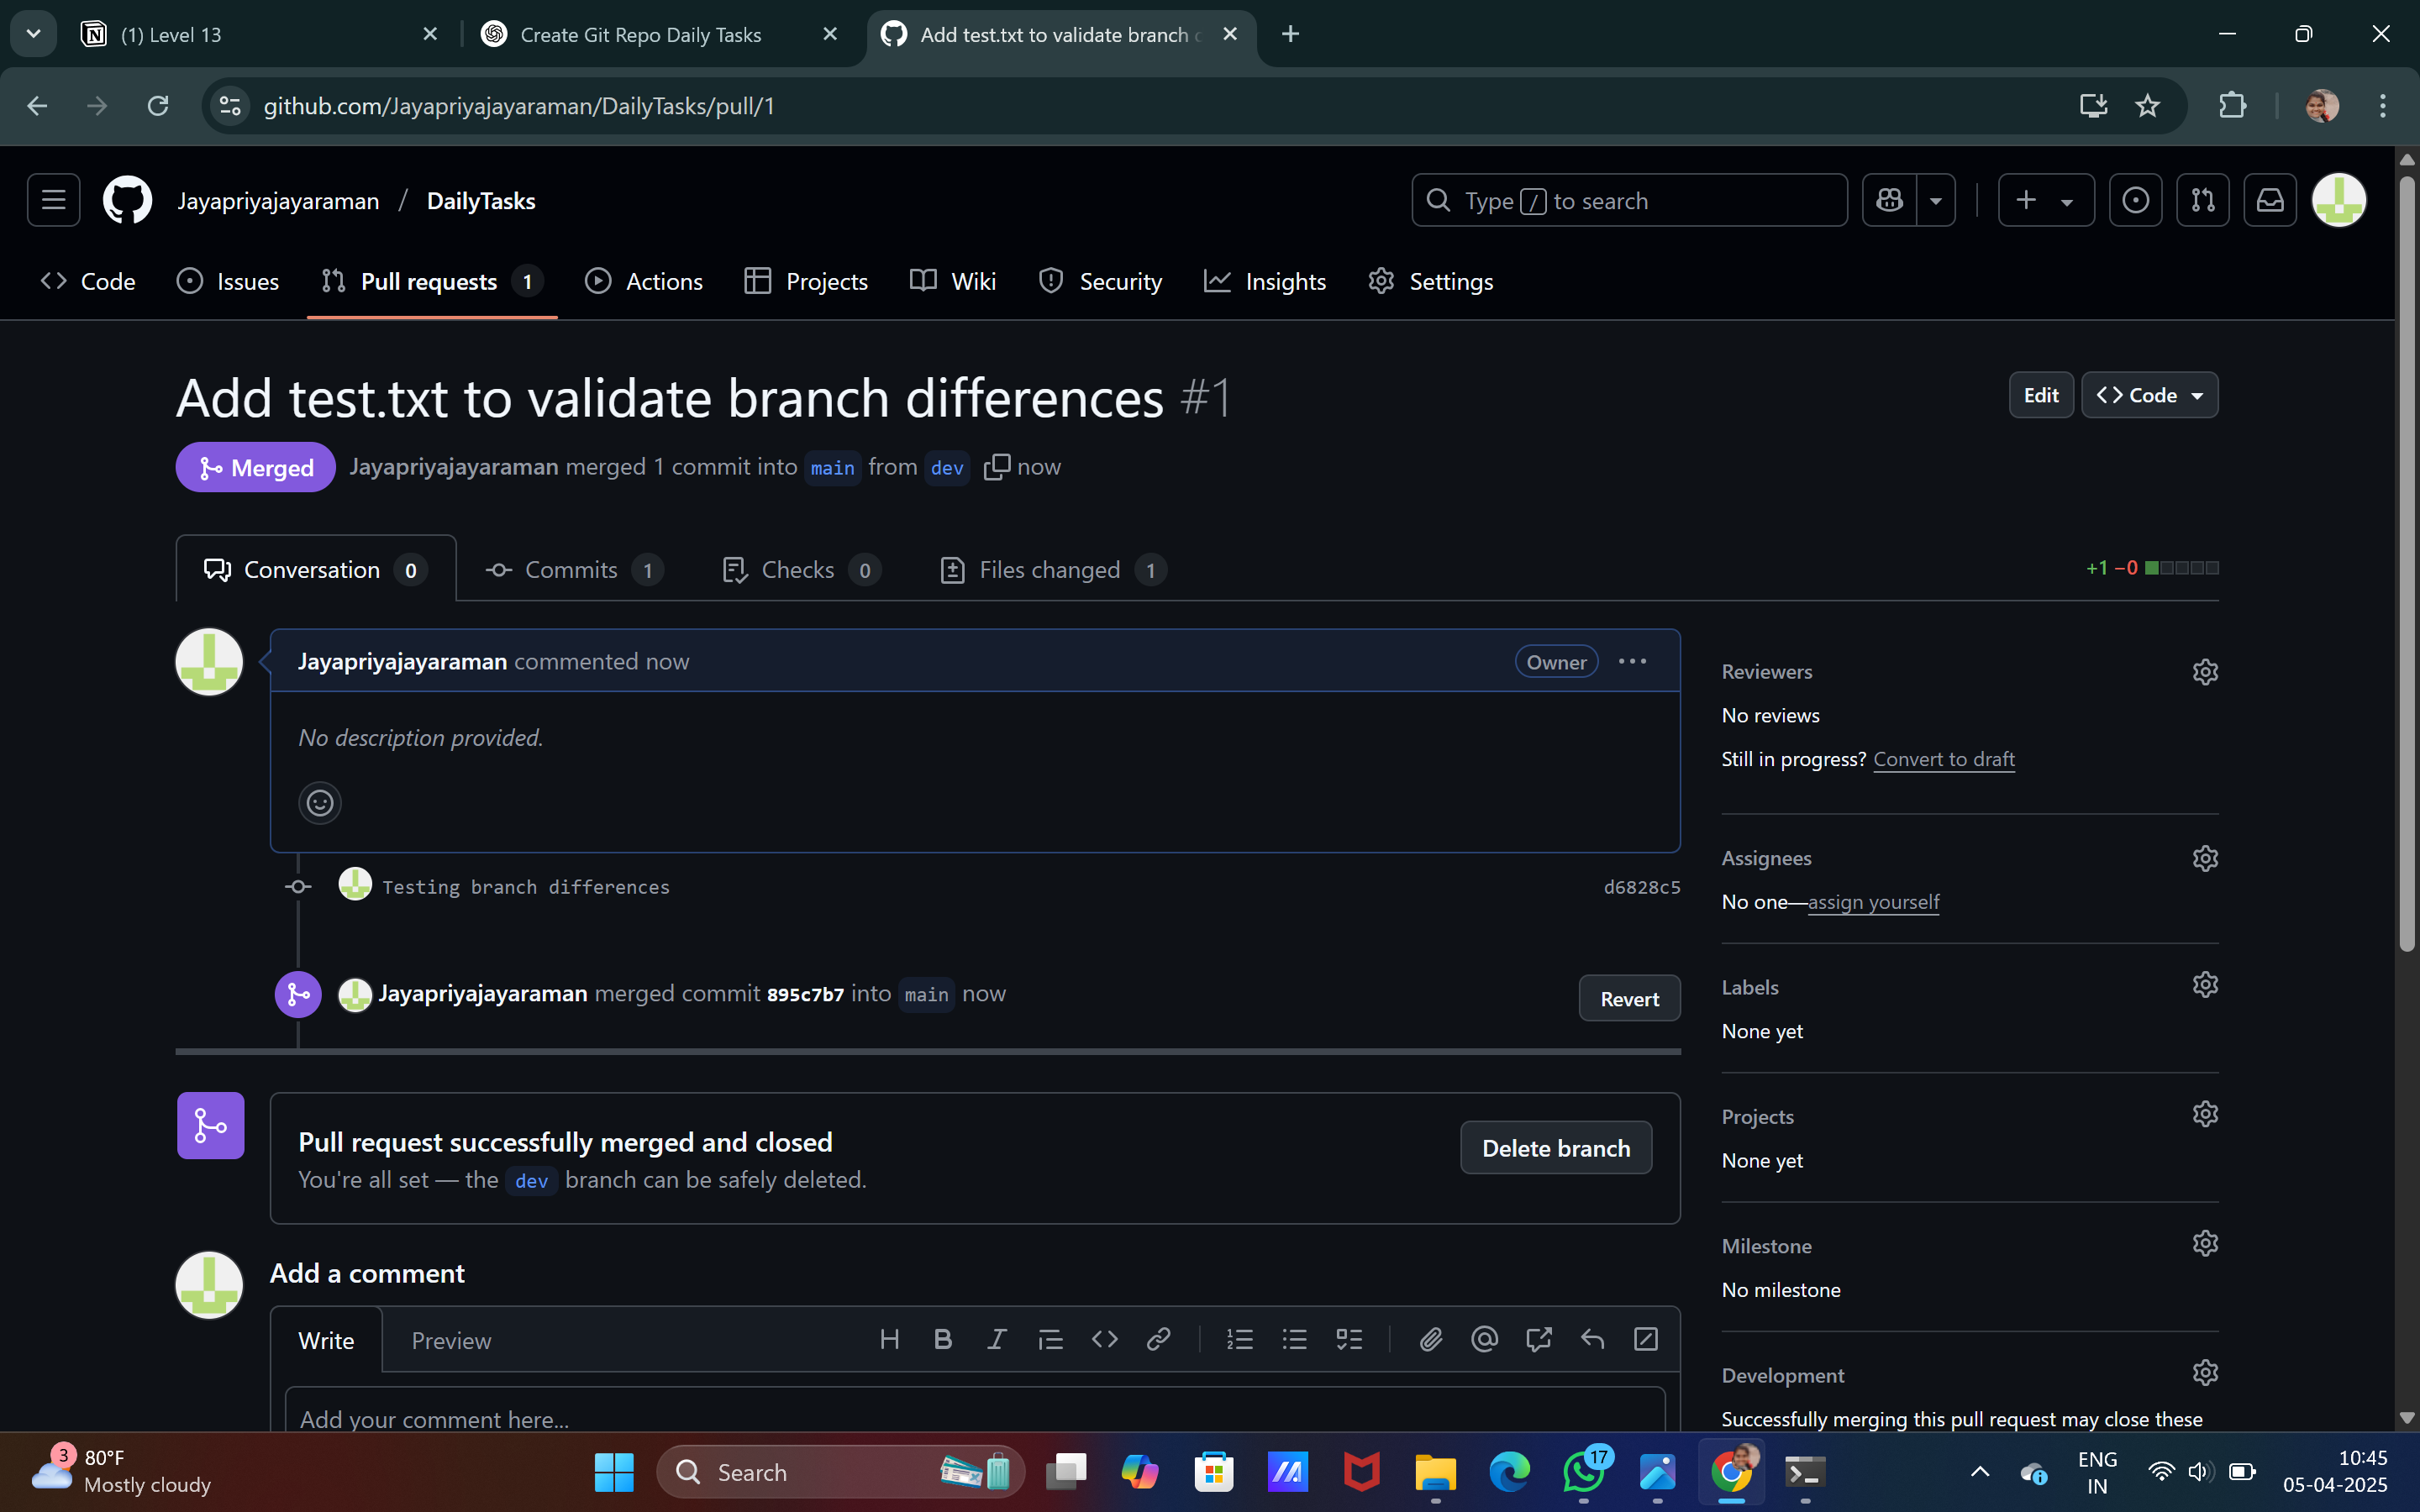 (1) Level 13
Create Git Repo Daily Tasks
Add test.txt to validate branch
github.com/Jayapriyajayaraman/DailyTasks/pull/1
Jayapriyajayaraman / DailyTasks
Type / to search
Code
Issues
Pull requests 1
Actions
Projects
Wiki
Security
Insights
Settings
Add test.txt to validate branch differences #1
Edit
Code
Merged
Jayapriyajayaraman merged 1 commit into main from dev now
Conversation 0
Commits 1
Checks 0
Files changed 1
+1 −0
Jayapriyajayaraman commented now
Owner
No description provided.
Testing branch differences
d6828c5
Jayapriyajayaraman merged commit 895c7b7 into main now
Revert
Pull request successfully merged and closed
You're all set — the dev branch can be safely deleted.
Delete branch
Add a comment
Write
Preview
Add your comment here...
Reviewers
No reviews
Still in progress? Convert to draft
Assignees
No one—assign yourself
Labels
None yet
Projects
None yet
Milestone
No milestone
Development
Successfully merging this pull request may close these
3
80°F
Mostly cloudy
Search
17
ENG
IN
10:45
05-04-2025